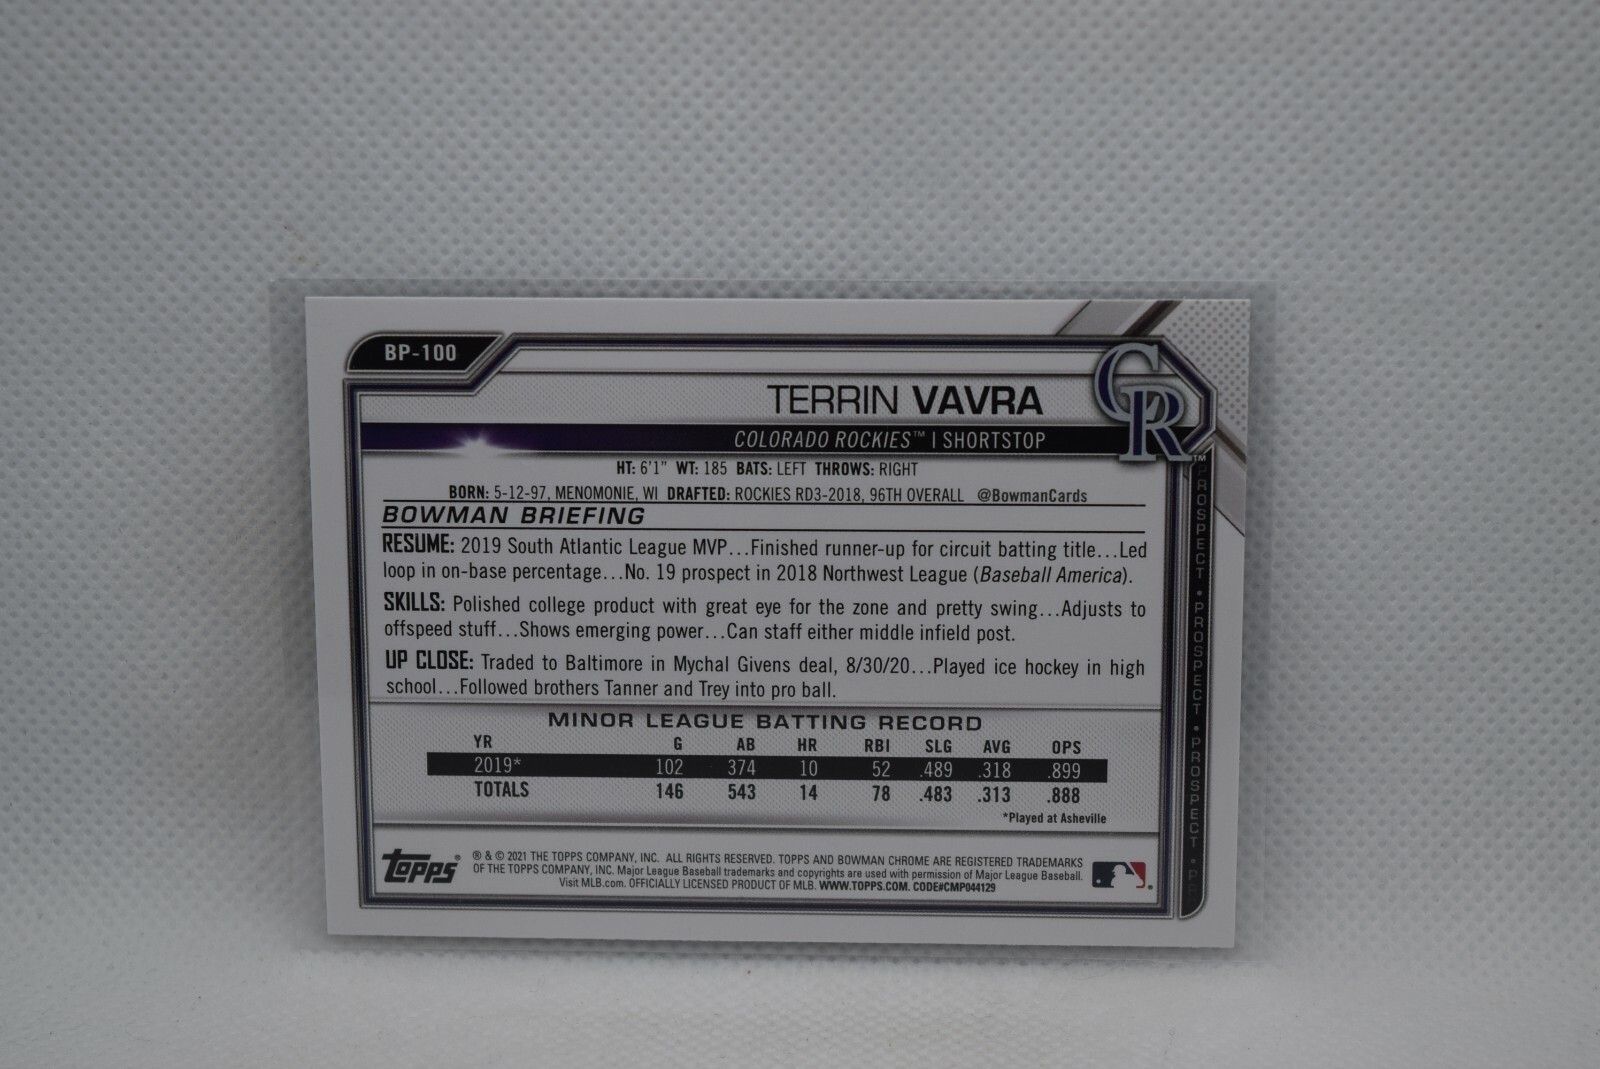 BP-100
TERRIN VAVRA
COLORADO ROCKIES™ | SHORTSTOP
CR
™
HT: 6'1" WT: 185 BATS: LEFT THROWS: RIGHT
BORN: 5-12-97, MENOMONIE, WI DRAFTED: ROCKIES RD3-2018, 96TH OVERALL @BowmanCards
BOWMAN BRIEFING
RESUME: 2019 South Atlantic League MVP...Finished runner-up for circuit batting title...Led
loop in on-base percentage...No. 19 prospect in 2018 Northwest League (Baseball America).
SKILLS: Polished college product with great eye for the zone and pretty swing...Adjusts to
offspeed stuff...Shows emerging power...Can staff either middle infield post.
UP CLOSE: Traded to Baltimore in Mychal Givens deal, 8/30/20...Played ice hockey in high
school...Followed brothers Tanner and Trey into pro ball.
MINOR LEAGUE BATTING RECORD
YR G AB HR RBI SLG AVG OPS
2019* 102 374 10 52 .489 .318 .899
TOTALS 146 543 14 78 .483 .313 .888
*Played at Asheville
topps®
® & © 2021 THE TOPPS COMPANY, INC. ALL RIGHTS RESERVED. TOPPS AND BOWMAN CHROME ARE REGISTERED TRADEMARKS
OF THE TOPPS COMPANY, INC. Major League Baseball trademarks and copyrights are used with permission of Major League Baseball.
Visit MLB.com. OFFICIALLY LICENSED PRODUCT OF MLB. WWW.TOPPS.COM. CODE#CMP044129
PROSPECT • PROSPECT • PROSPECT • PR